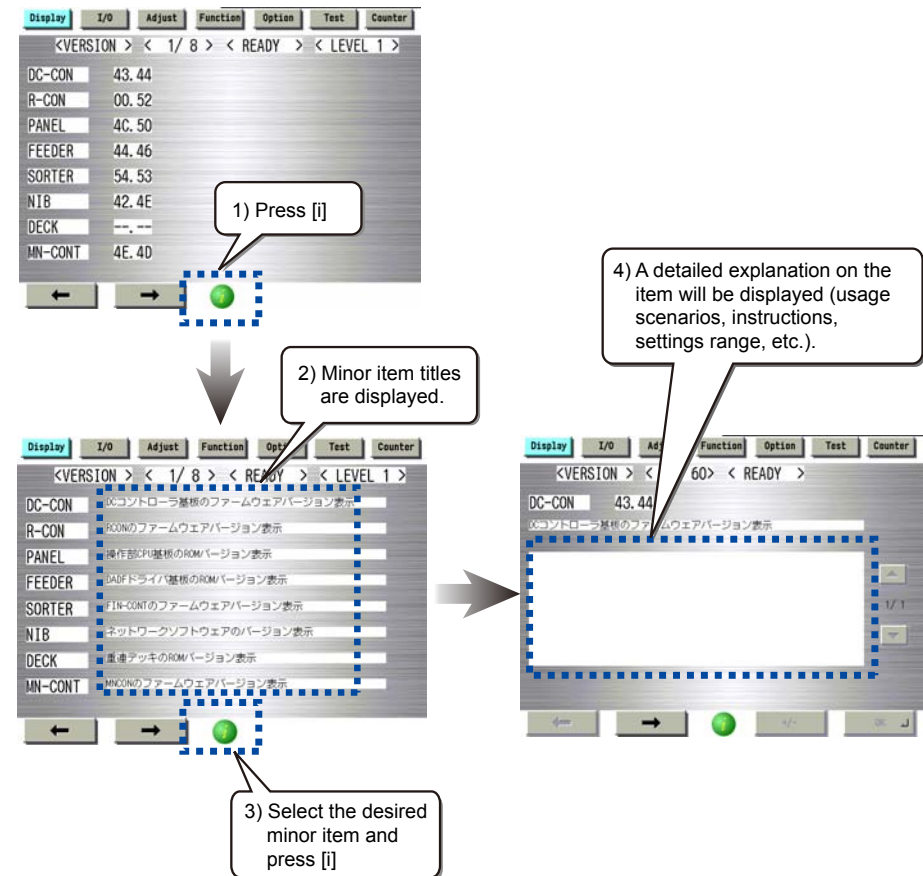 Display I/O Adjust Function Option Test Counter
<VERSION > < 1/ 8 > < READY > < LEVEL 1 >
DC-CON 43. 44
R-CON 00. 52
PANEL 4C. 50
FEEDER 44. 46
SORTER 54. 53
NIB 42. 4E
DECK --. --
MN-CONT 4E. 4D
1) Press [i]
2) Minor item titles
are displayed.
Display I/O Adjust Function Test Counter
<VERSION > < 1/ 8 > < > < LEVEL 1 >
DC-CON DCコントローラ基板のファームウェアバージョン表示
R-CON RCONのファームウェアバージョン表示
PANEL 操作部CPU基板のROMバージョン表示
FEEDER DADFドライバ基板のROMバージョン表示
SORTER FIN-CONTのファームウェアバージョン表示
NIB ネットワークソフトウェアのバージョン表示
DECK 重連デッキのROMバージョン表示
MN-CONT MNCONのファームウェアバージョン表示
3) Select the desired
minor item and
press [i]
4) A detailed explanation on the
item will be displayed (usage
scenarios, instructions,
settings range, etc.).
Display I/O Function Option Test Counter
<VERSION > < 60> < READY >
DC-CON 43. 44
DCコントローラ基板のファームウェアバージョン表示
1/ 1
+/- OK